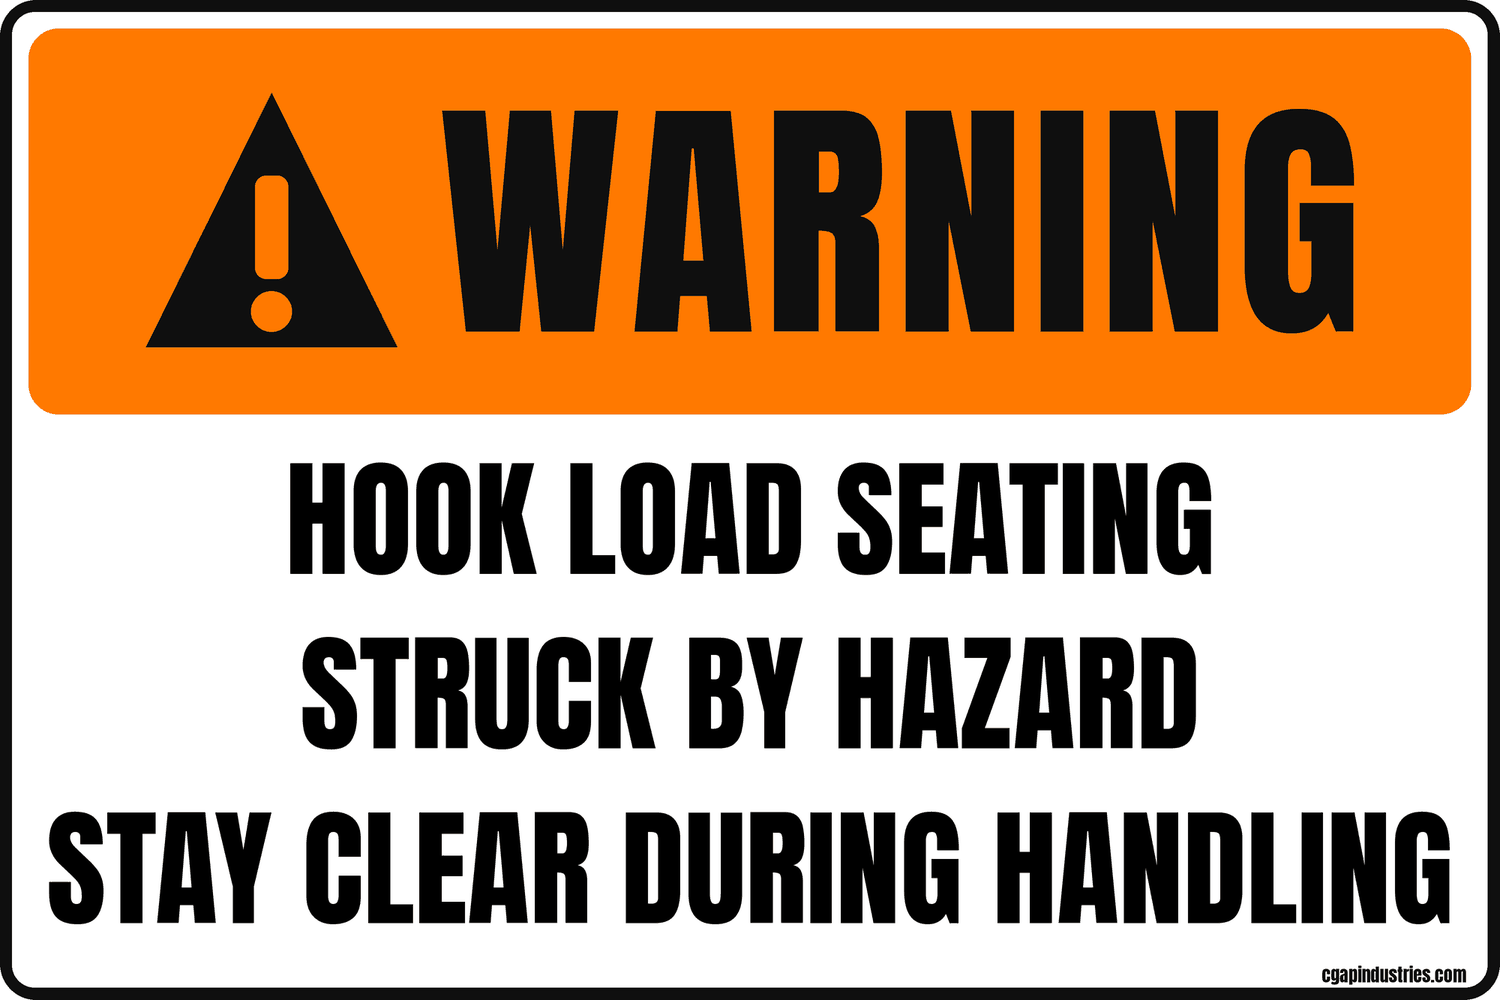 WARNING
HOOK LOAD SEATING
STRUCK BY HAZARD
STAY CLEAR DURING HANDLING
cgapindustries.com